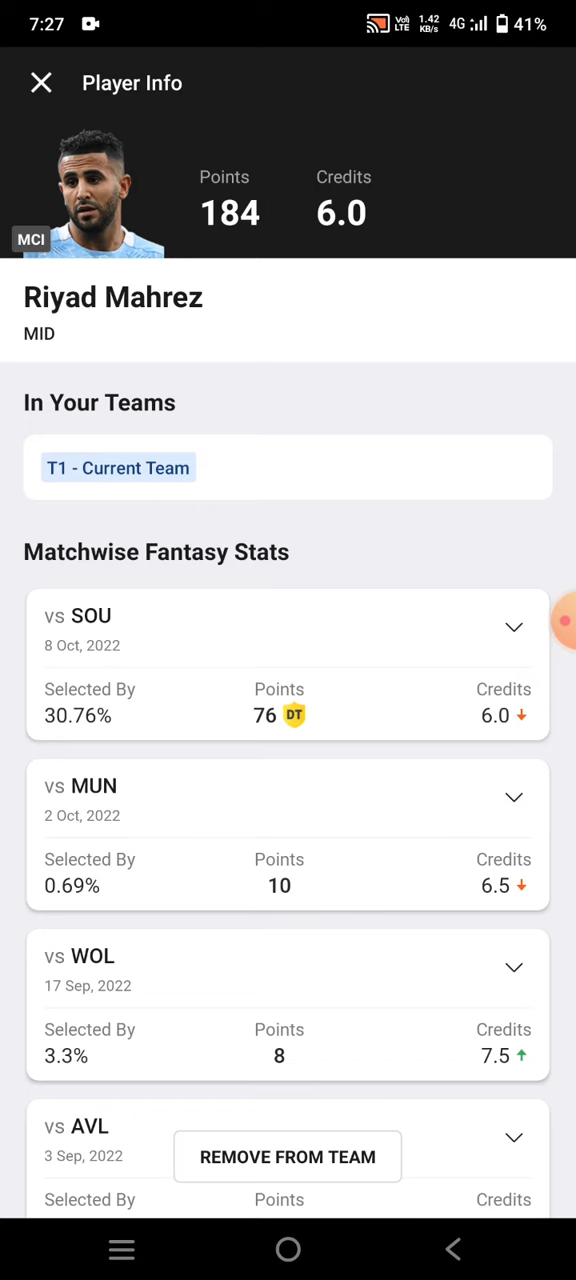 7:27
Vo) LTE 1.42 KB/s 4G 41%
Player Info
Points Credits
184 6.0
MCI
Riyad Mahrez
MID
In Your Teams
T1 - Current Team
Matchwise Fantasy Stats
vs SOU
8 Oct, 2022
Selected By Points Credits
30.76% 76 DT 6.0
vs MUN
2 Oct, 2022
Selected By Points Credits
0.69% 10 6.5
vs WOL
17 Sep, 2022
Selected By Points Credits
3.3% 8 7.5
vs AVL
3 Sep, 2022
REMOVE FROM TEAM
Selected By Points Credits